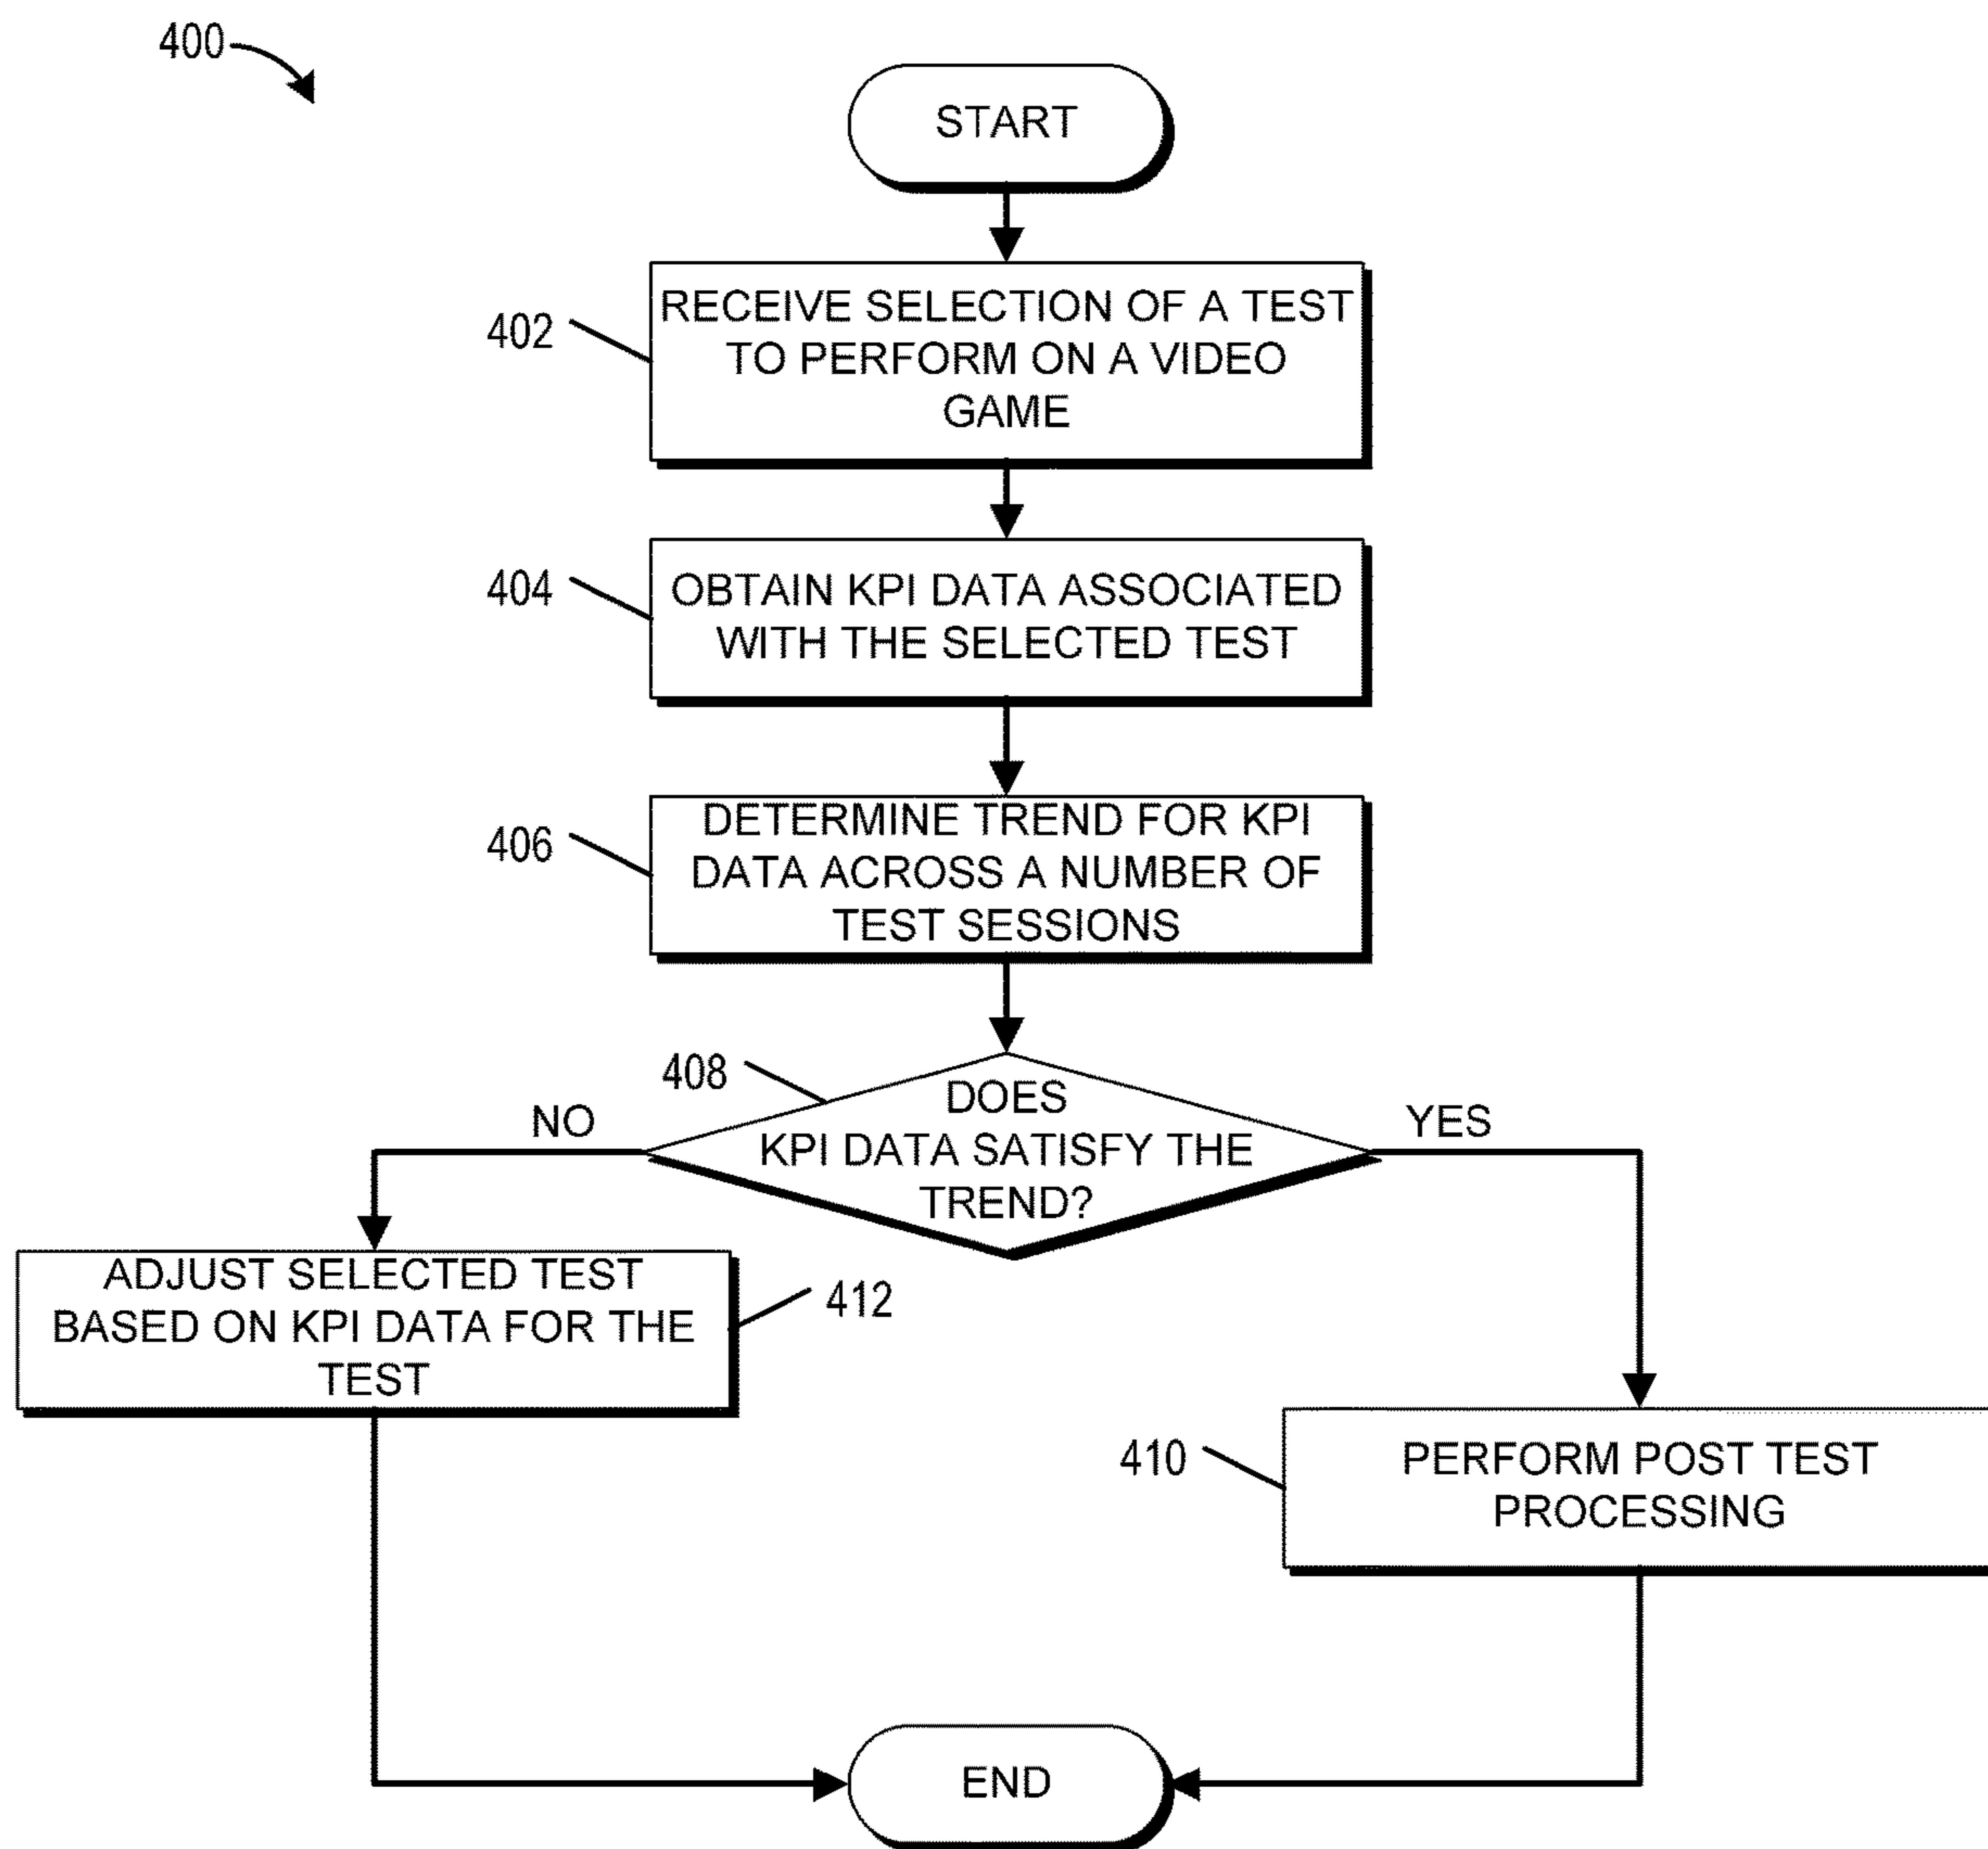 400
START
402
RECEIVE SELECTION OF A TEST
TO PERFORM ON A VIDEO
GAME
404
OBTAIN KPI DATA ASSOCIATED
WITH THE SELECTED TEST
406
DETERMINE TREND FOR KPI
DATA ACROSS A NUMBER OF
TEST SESSIONS
408
DOES
KPI DATA SATISFY THE
TREND?
NO
YES
ADJUST SELECTED TEST
BASED ON KPI DATA FOR THE
TEST
412
410
PERFORM POST TEST
PROCESSING
END